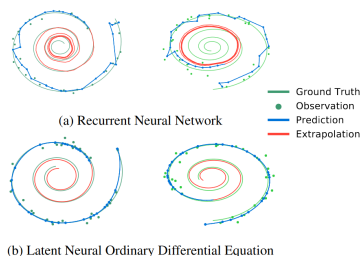 Ground Truth
Observation
(a) Recurrent Neural Network
Prediction
Extrapolation
(b) Latent Neural Ordinary Differential Equation